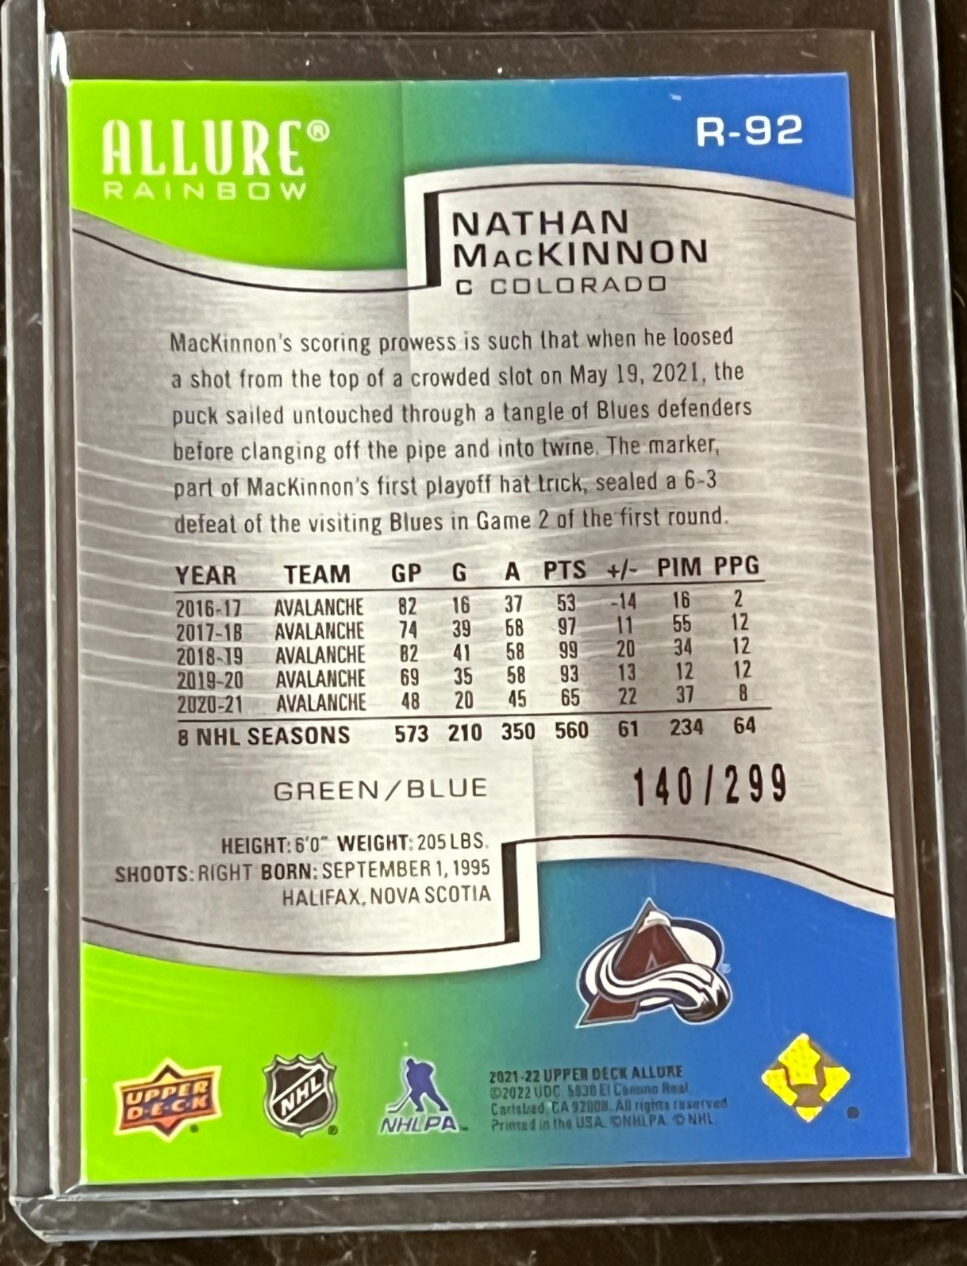 ALLURE®
RAINBOW
R-92
NATHAN
MACKINNON
C COLORADO
MacKinnon's scoring prowess is such that when he loosed
a shot from the top of a crowded slot on May 19, 2021, the
puck sailed untouched through a tangle of Blues defenders
before clanging off the pipe and into twine. The marker,
part of MacKinnon's first playoff hat trick, sealed a 6-3
defeat of the visiting Blues in Game 2 of the first round.
YEAR TEAM GP G A PTS +/- PIM PPG
2016-17 AVALANCHE 82 16 37 53 -14 16 2
2017-18 AVALANCHE 74 39 58 97 11 55 12
2018-19 AVALANCHE 82 41 58 99 20 34 12
2019-20 AVALANCHE 69 35 58 93 13 12 12
2020-21 AVALANCHE 48 20 45 65 22 37 8
8 NHL SEASONS 573 210 350 560 61 234 64
GREEN/BLUE
140/299
HEIGHT: 6'0" WEIGHT: 205 LBS.
SHOOTS: RIGHT BORN: SEPTEMBER 1, 1995
HALIFAX, NOVA SCOTIA
A
UPPER
D·E·C·K
NHL
NHLPA™
2021-22 UPPER DECK ALLURE
©2022 UDC. 5830 El Camino Real,
Carlsbad, CA 92008. All rights reserved
Printed in the USA. ©NHLPA. © NHL.